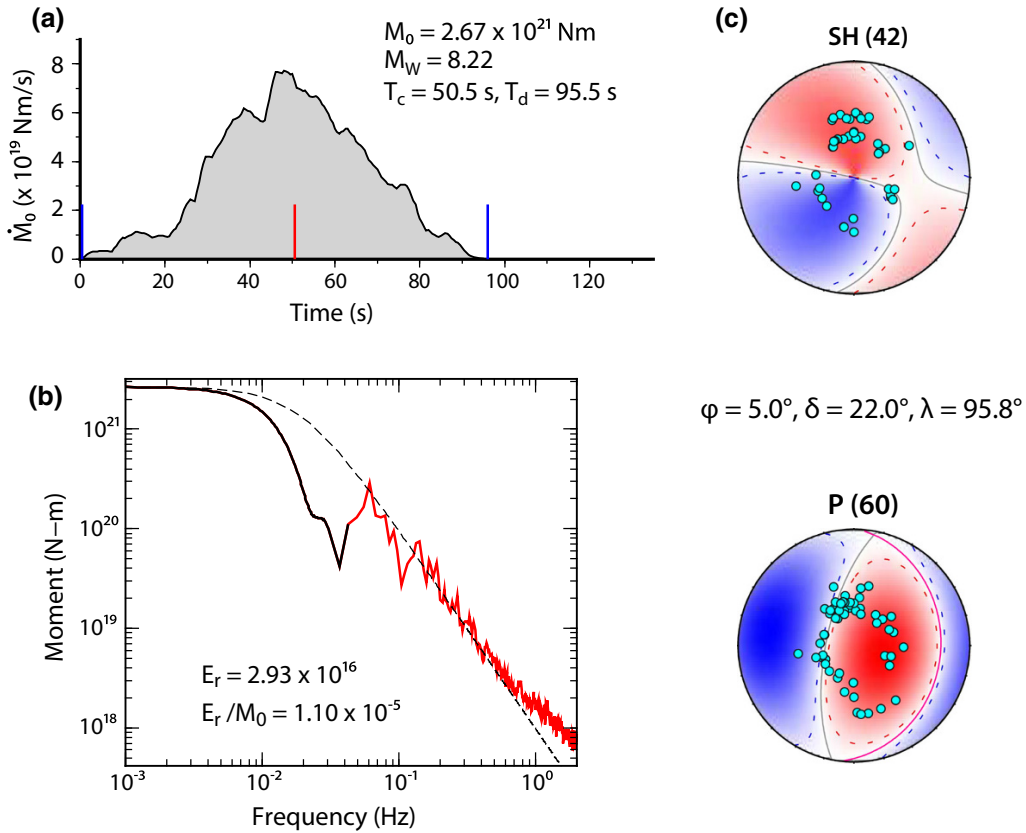 (a)
M₀ = 2.67 x 10²¹ Nm
M_W = 8.22
T_c = 50.5 s, T_d = 95.5 s
Ṁ₀ (x 10¹⁹ Nm/s)
8
6
4
2
0
0 20 40 60 80 100 120
Time (s)
(b)
Moment (N−m)
10²¹
10²⁰
10¹⁹
10¹⁸
E_r = 2.93 x 10¹⁶
E_r /M₀ = 1.10 x 10⁻⁵
10⁻³ 10⁻² 10⁻¹ 10⁰
Frequency (Hz)
(c)
SH (42)
φ = 5.0°, δ = 22.0°, λ = 95.8°
P (60)